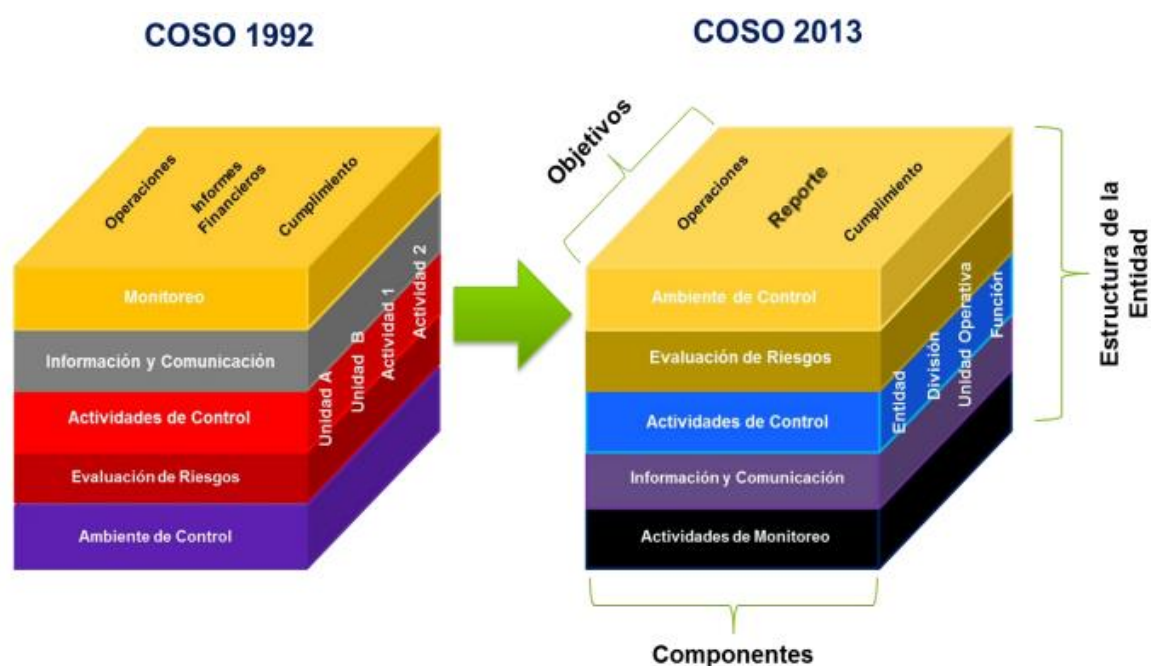 COSO 1992
Operaciones
Informes
Financieros
Cumplimiento
Monitoreo
Información y Comunicación
Actividades de Control
Evaluación de Riesgos
Ambiente de Control
Unidad A
Unidad B
Actividad 1
Actividad 2
COSO 2013
Objetivos
Operaciones
Reporte
Cumplimiento
Ambiente de Control
Evaluación de Riesgos
Actividades de Control
Información y Comunicación
Actividades de Monitoreo
Entidad
División
Unidad Operativa
Función
Estructura de la
Entidad
Componentes